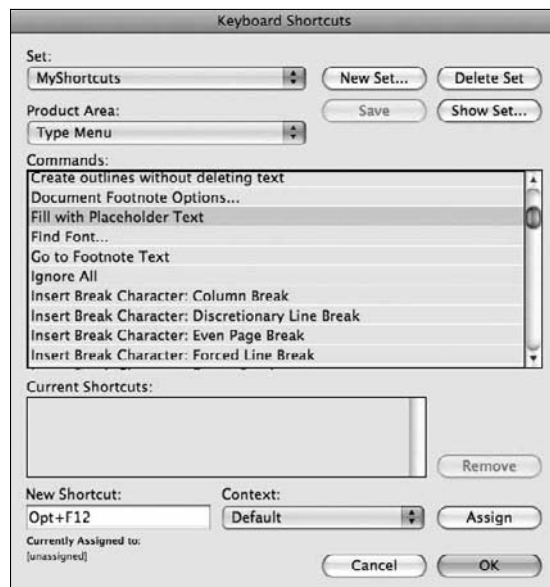 Keyboard Shortcuts
Set:
MyShortcuts
New Set...
Delete Set
Product Area:
Save
Show Set...
Type Menu
Commands:
Create outlines without deleting text
Document Footnote Options...
Fill with Placeholder Text
Find Font...
Go to Footnote Text
Ignore All
Insert Break Character: Column Break
Insert Break Character: Discretionary Line Break
Insert Break Character: Even Page Break
Insert Break Character: Forced Line Break
Current Shortcuts:
Remove
New Shortcut:
Context:
Opt+F12
Default
Assign
Currently Assigned to:
[unassigned]
Cancel
OK